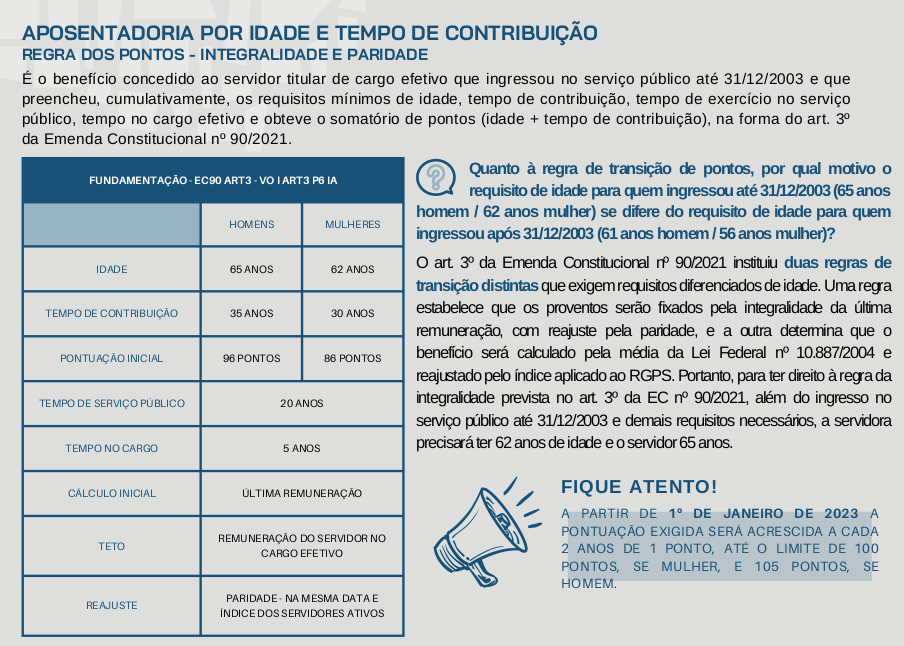 APOSENTADORIA POR IDADE E TEMPO DE CONTRIBUIÇÃO
REGRA DOS PONTOS - INTEGRALIDADE E PARIDADE
É o benefício concedido ao servidor titular de cargo efetivo que ingressou no serviço público até 31/12/2003 e que
preencheu, cumulativamente, os requisitos mínimos de idade, tempo de contribuição, tempo de exercício no serviço
público, tempo no cargo efetivo e obteve o somatório de pontos (idade + tempo de contribuição), na forma do art. 3º
da Emenda Constitucional nº 90/2021.
FUNDAMENTAÇÃO - EC90 ART3 - VO I ART3 P6 IA
HOMENS MULHERES
IDADE 65 ANOS 62 ANOS
TEMPO DE CONTRIBUIÇÃO 35 ANOS 30 ANOS
PONTUAÇÃO INICIAL 96 PONTOS 86 PONTOS
TEMPO DE SERVIÇO PÚBLICO 20 ANOS
TEMPO NO CARGO 5 ANOS
CÁLCULO INICIAL ÚLTIMA REMUNERAÇÃO
TETO REMUNERAÇÃO DO SERVIDOR NO
CARGO EFETIVO
REAJUSTE PARIDADE - NA MESMA DATA E
ÍNDICE DOS SERVIDORES ATIVOS
Quanto à regra de transição de pontos, por qual motivo o
requisito de idade para quem ingressou até 31/12/2003 (65 anos
homem / 62 anos mulher) se difere do requisito de idade para quem
ingressou após 31/12/2003 (61 anos homem / 56 anos mulher)?
O art. 3º da Emenda Constitucional nº 90/2021 instituiu duas regras de
transição distintas que exigem requisitos diferenciados de idade. Uma regra
estabelece que os proventos serão fixados pela integralidade da última
remuneração, com reajuste pela paridade, e a outra determina que o
benefício será calculado pela média da Lei Federal nº 10.887/2004 e
reajustado pelo índice aplicado ao RGPS. Portanto, para ter direito à regra da
integralidade prevista no art. 3º da EC nº 90/2021, além do ingresso no
serviço público até 31/12/2003 e demais requisitos necessários, a servidora
precisará ter 62 anos de idade e o servidor 65 anos.
FIQUE ATENTO!
A PARTIR DE 1º DE JANEIRO DE 2023 A
PONTUAÇÃO EXIGIDA SERÁ ACRESCIDA A CADA
2 ANOS DE 1 PONTO, ATÉ O LIMITE DE 100
PONTOS, SE MULHER, E 105 PONTOS, SE
HOMEM.